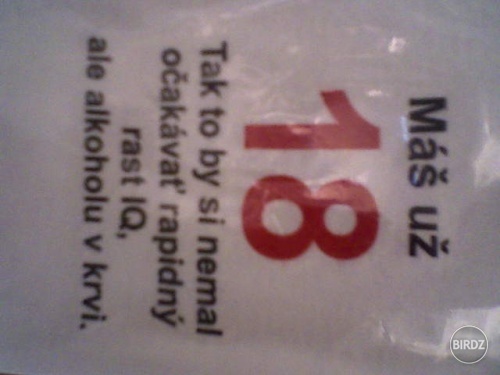 Máš už
18
Tak to by si nemal
očakávať rapidný
rast IQ,
ale alkoholu v krvi.
BIRDZ